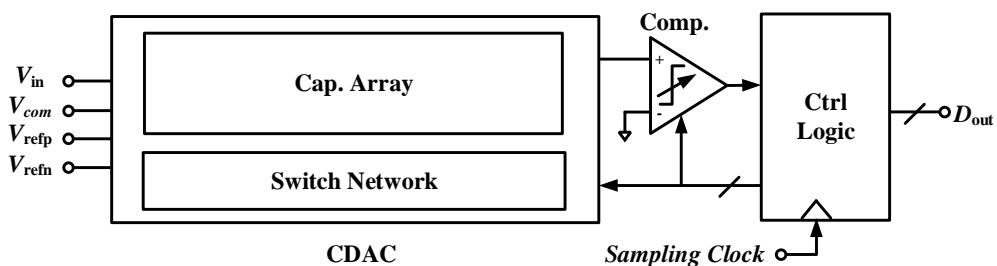 Comp.
V_in
V_com
V_refp
V_refn
Cap. Array
Switch Network
+
-
Ctrl
Logic
D_out
CDAC
Sampling Clock